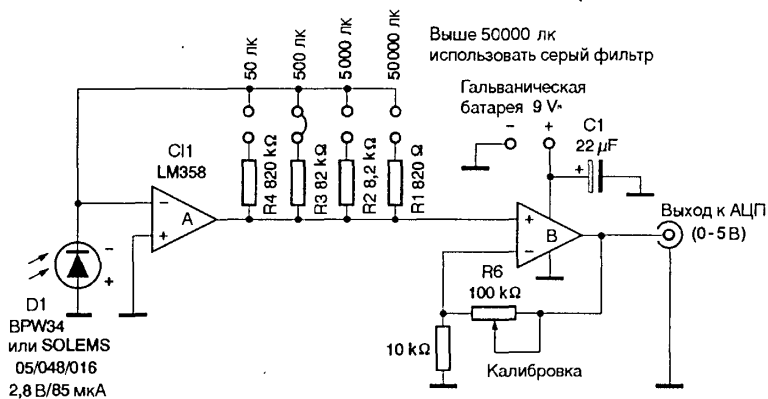 50 лк
500 лк
5000 лк
50000 лк
Выше 50000 лк
использовать серый фильтр
Гальваническая
батарея 9 V
- +
C1
22 µF
+
CI1
LM358
R4 820 kΩ
R3 82 kΩ
R2 8,2 kΩ
R1 820 Ω
−
A
+
+
B
−
Выход к АЦП
(0-5 В)
−
+
D1
BPW34
или SOLEMS
05/048/016
2,8 В/85 мкА
R6
100 kΩ
10 kΩ
Калибровка